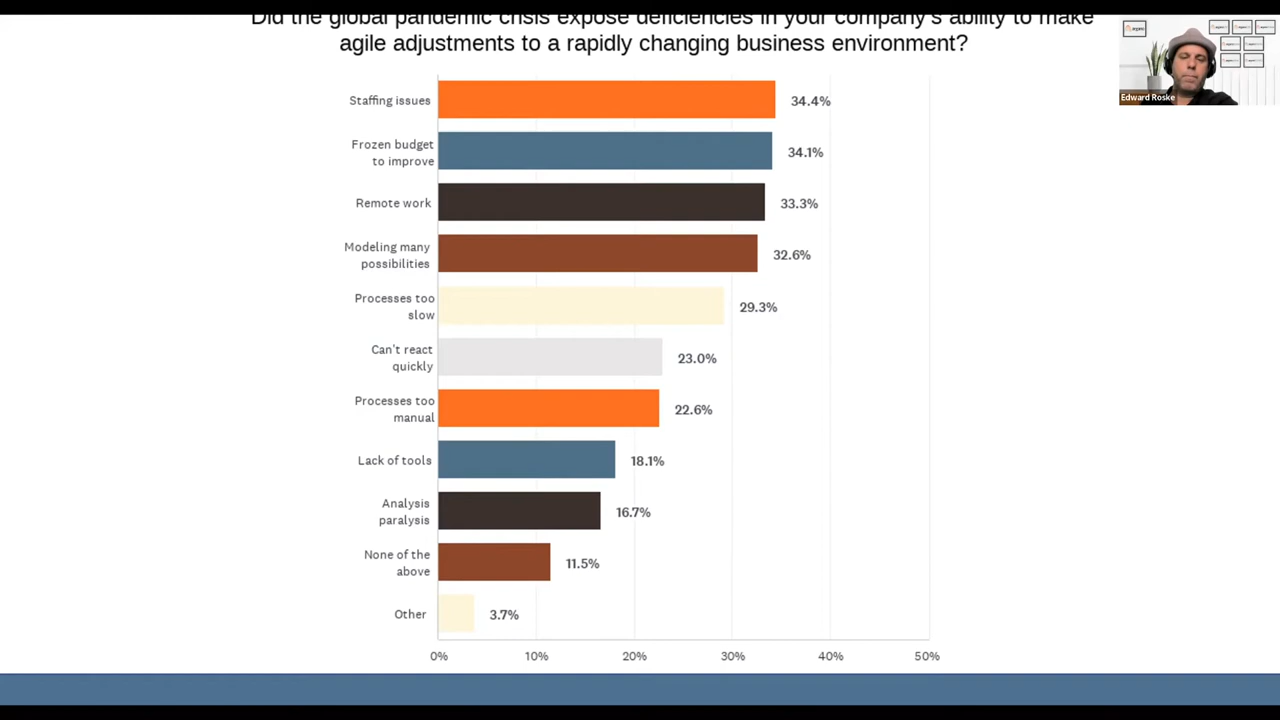 Did the global pandemic crisis expose deficiencies in your company's ability to make
agile adjustments to a rapidly changing business environment?
Staffing issues
34.4%
Frozen budget
to improve
34.1%
Remote work
33.3%
Modeling many
possibilities
32.6%
Processes too
slow
29.3%
Can't react
quickly
23.0%
Processes too
manual
22.6%
Lack of tools
18.1%
Analysis
paralysis
16.7%
None of the
above
11.5%
Other
3.7%
0% 10% 20% 30% 40% 50%
Edward Roske